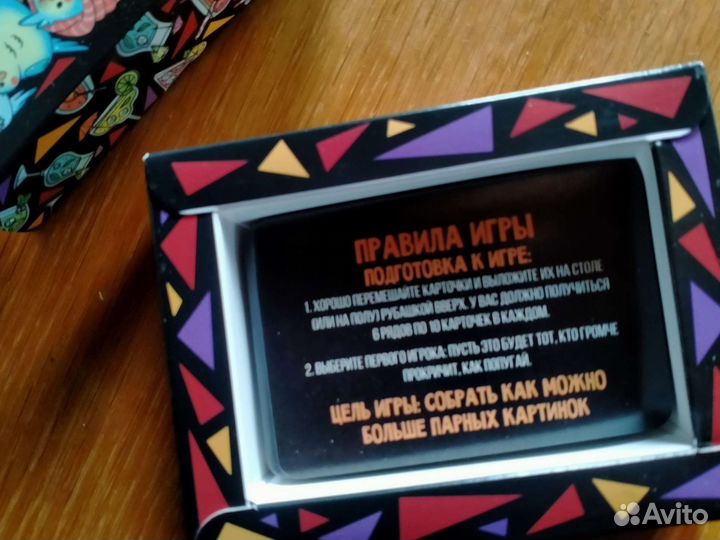 ПРАВИЛА ИГРЫ
ПОДГОТОВКА К ИГРЕ:
1. ХОРОШО ПЕРЕМЕШАЙТЕ КАРТОЧКИ И ВЫЛОЖИТЕ ИХ НА СТОЛЕ
(ИЛИ НА ПОЛУ) РУБАШКОЙ ВВЕРХ. У ВАС ДОЛЖНО ПОЛУЧИТЬСЯ
6 РЯДОВ ПО 10 КАРТОЧЕК В КАЖДОМ.
2. ВЫБЕРИТЕ ПЕРВОГО ИГРОКА: ПУСТЬ ЭТО БУДЕТ ТОТ, КТО ГРОМЧЕ
ПРОКРИЧИТ, КАК ПОПУГАЙ.
ЦЕЛЬ ИГРЫ: СОБРАТЬ КАК МОЖНО
БОЛЬШЕ ПАРНЫХ КАРТИНОК
Avito